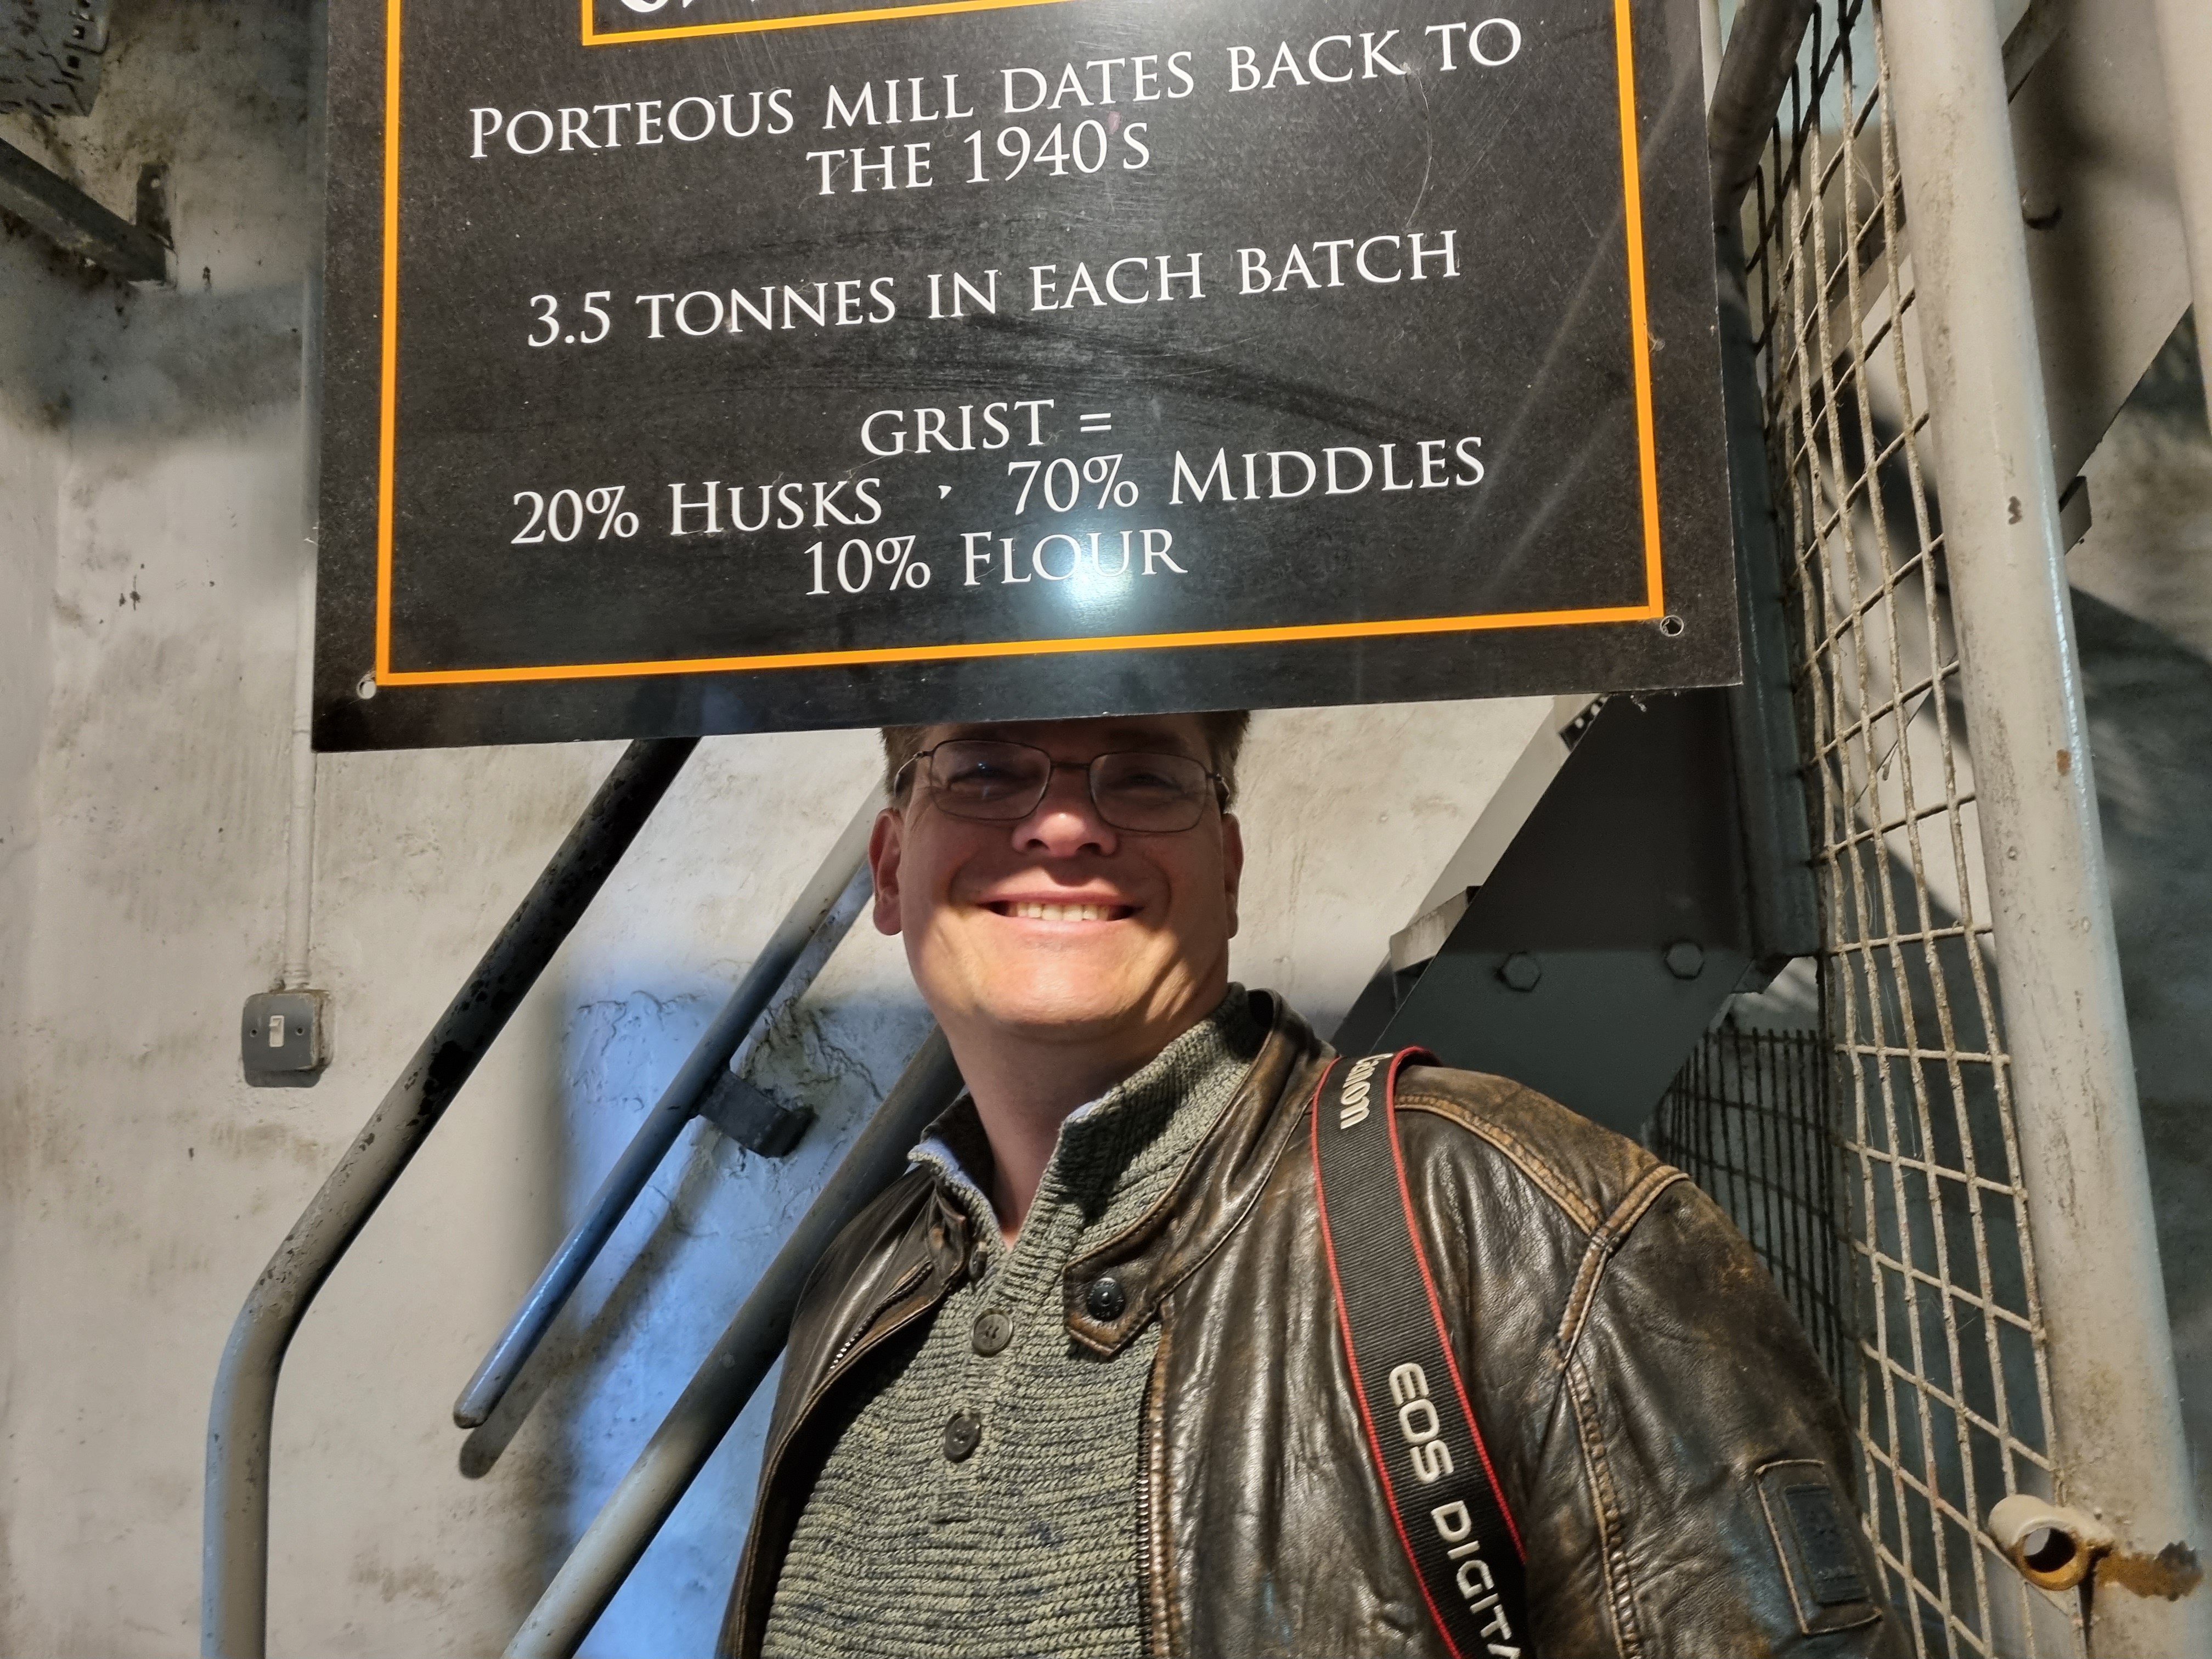 PORTEOUS MILL DATES BACK TO
THE 1940'S
3.5 TONNES IN EACH BATCH
GRIST =
20% HUSKS , 70% MIDDLES
10% FLOUR
Canon
EOS DIGITA